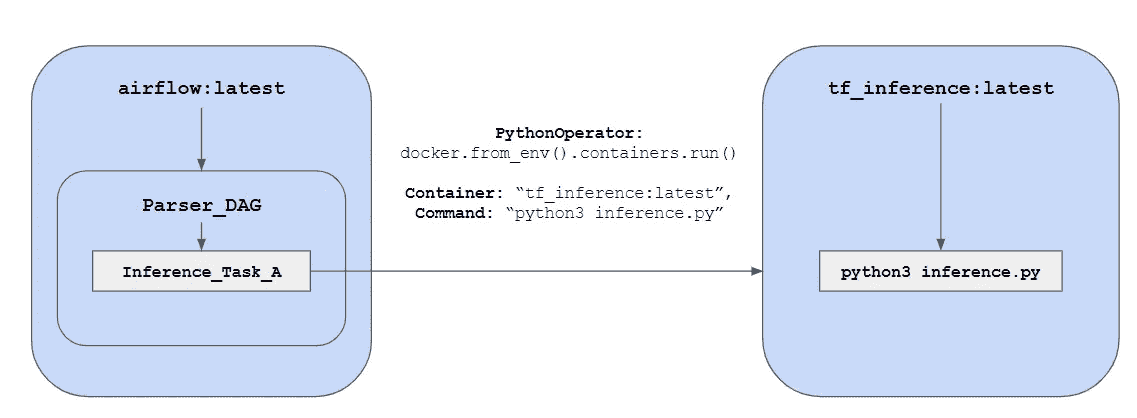 airflow:latest
Parser_DAG
Inference_Task_A
PythonOperator:
docker.from_env().containers.run()
Container: “tf_inference:latest”,
Command: “python3 inference.py”
tf_inference:latest
python3 inference.py